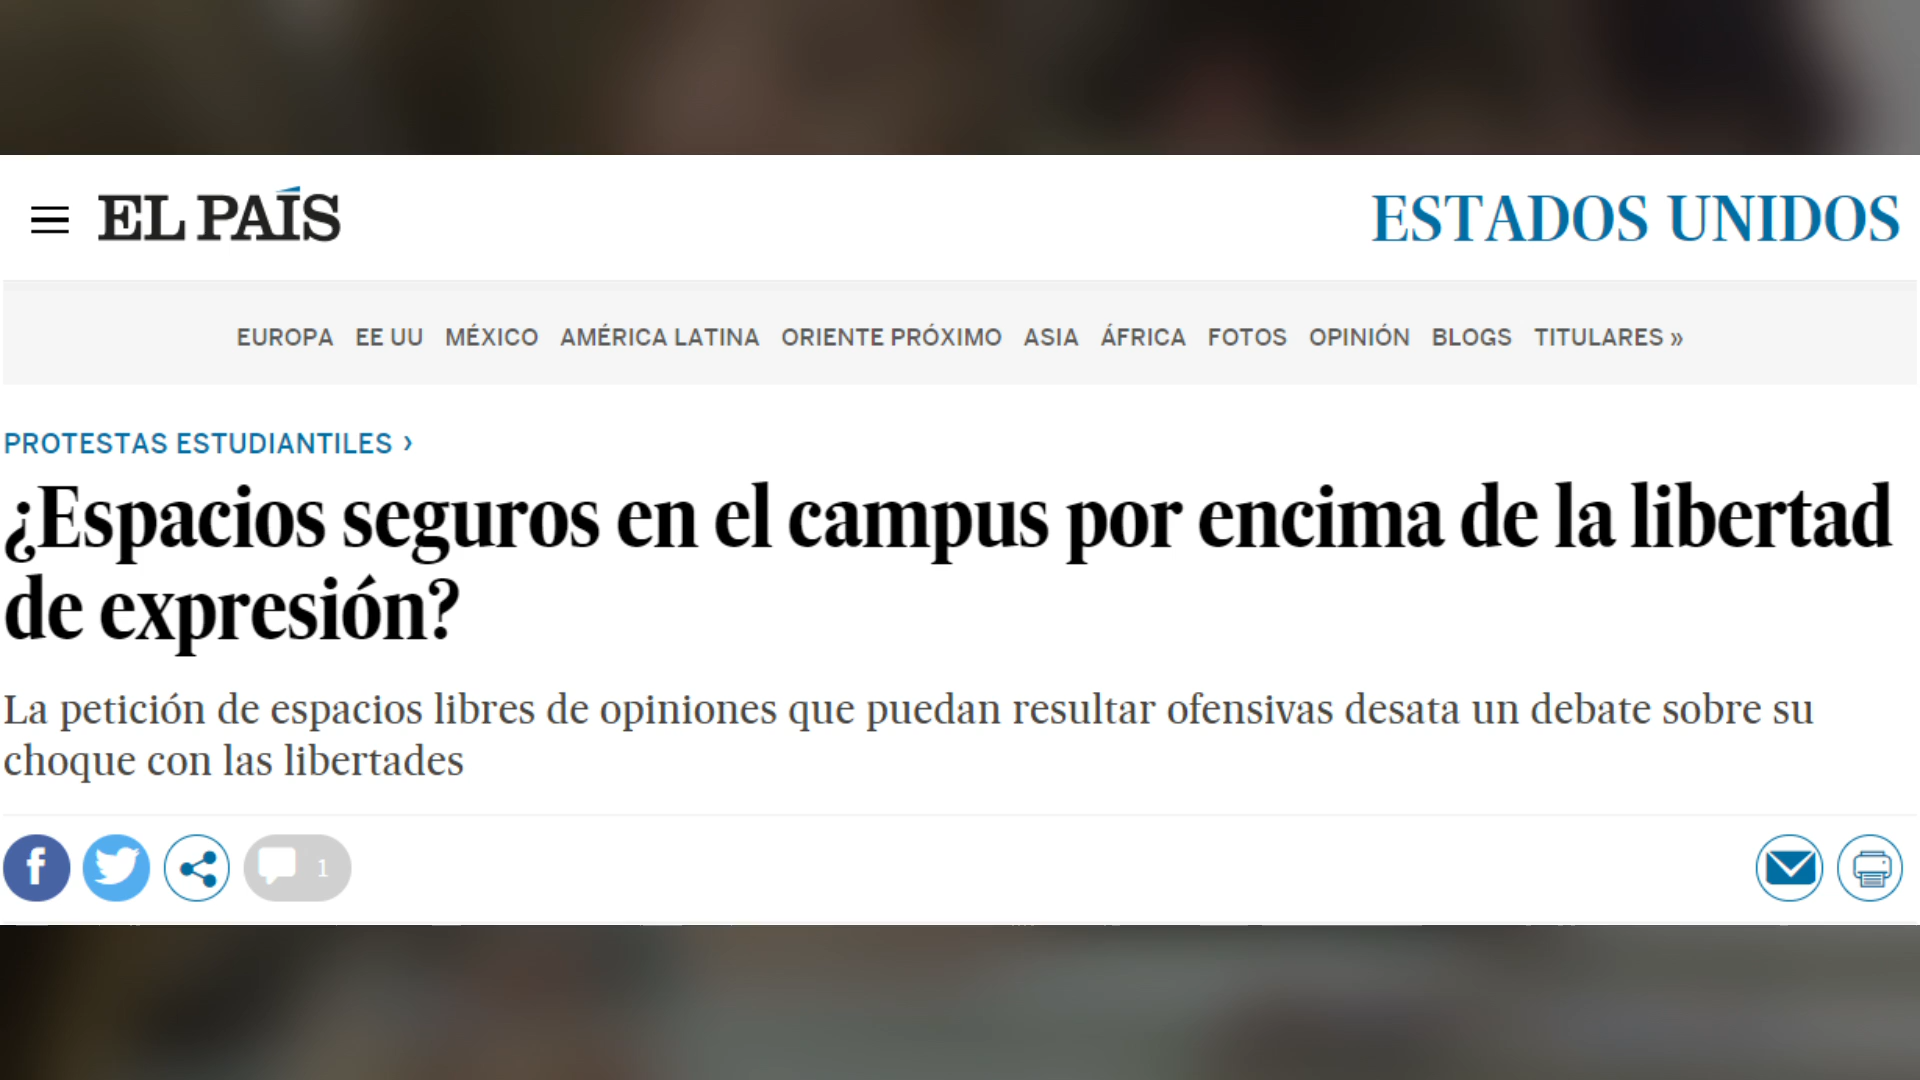 EL PAÍS
ESTADOS UNIDOS
EUROPA EE UU MÉXICO AMÉRICA LATINA ORIENTE PRÓXIMO ASIA ÁFRICA FOTOS OPINIÓN BLOGS TITULARES »
PROTESTAS ESTUDIANTILES ›
¿Espacios seguros en el campus por encima de la libertad
de expresión?
La petición de espacios libres de opiniones que puedan resultar ofensivas desata un debate sobre su
choque con las libertades
f
1